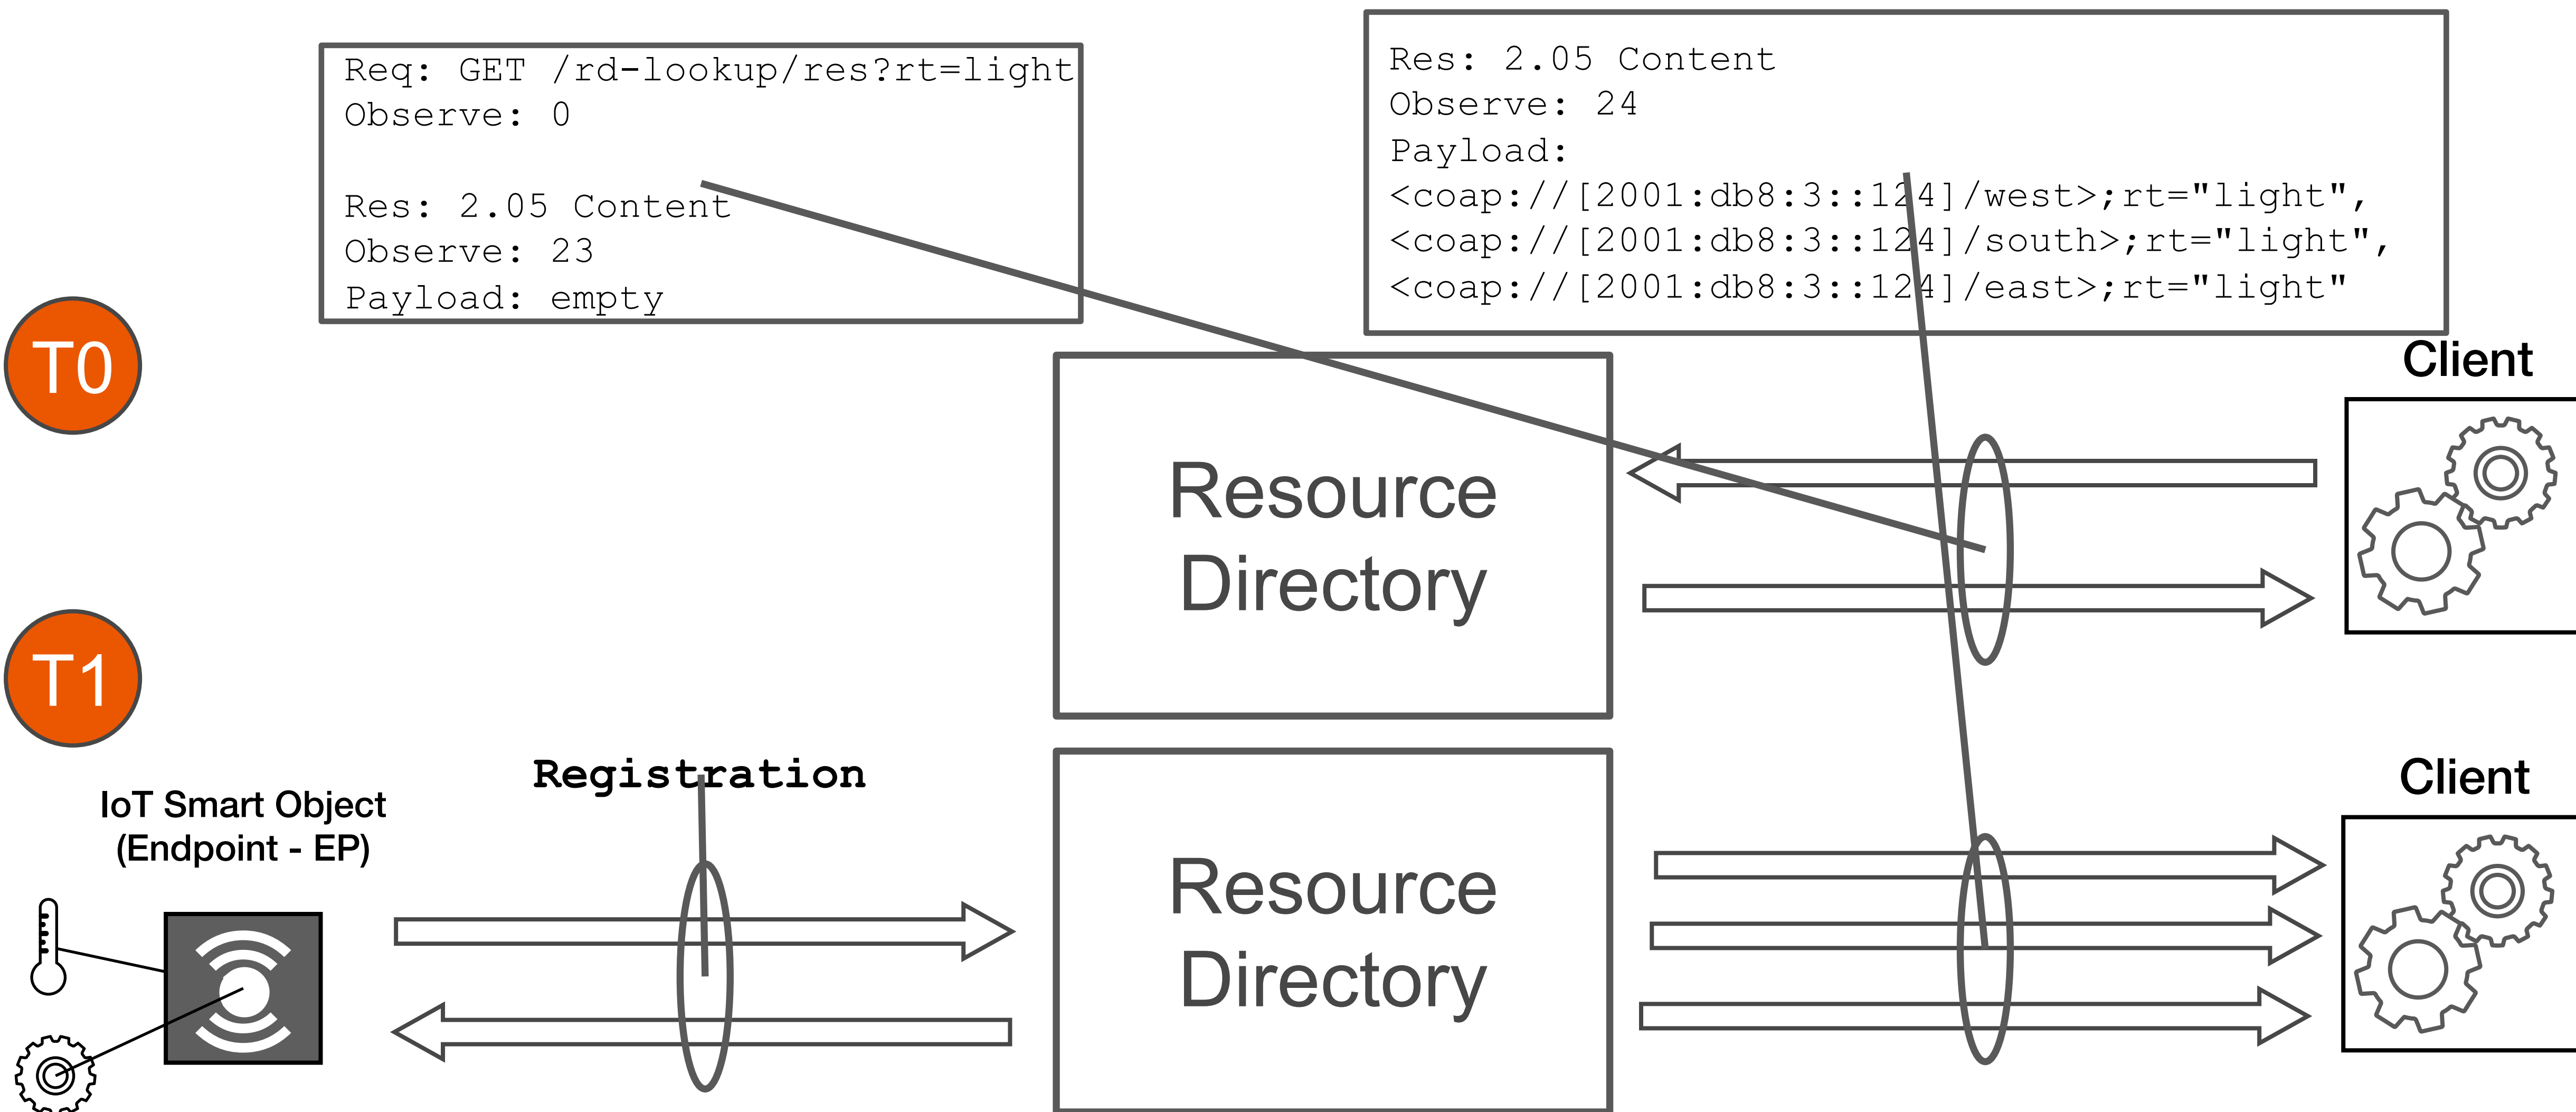 Req: GET /rd-lookup/res?rt=light
Observe: 0
Res: 2.05 Content
Observe: 23
Payload: empty
Res: 2.05 Content
Observe: 24
Payload:
<coap://[2001:db8:3::124]/west>;rt="light",
<coap://[2001:db8:3::124]/south>;rt="light",
<coap://[2001:db8:3::124]/east>;rt="light"
T0
Client
Resource
Directory
T1
Registration
Client
IoT Smart Object
(Endpoint - EP)
Resource
Directory